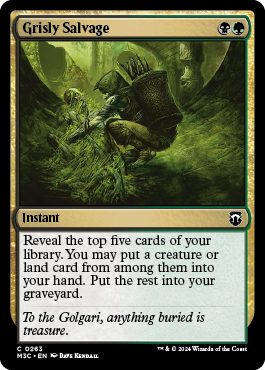 Grisly Salvage
Instant
Reveal the top five cards of your
library. You may put a creature or
land card from among them into
your hand. Put the rest into your
graveyard.
To the Golgari, anything buried is
treasure.
C 0263
M3C • EN Dave Kendall
™ & © 2024 Wizards of the Coast